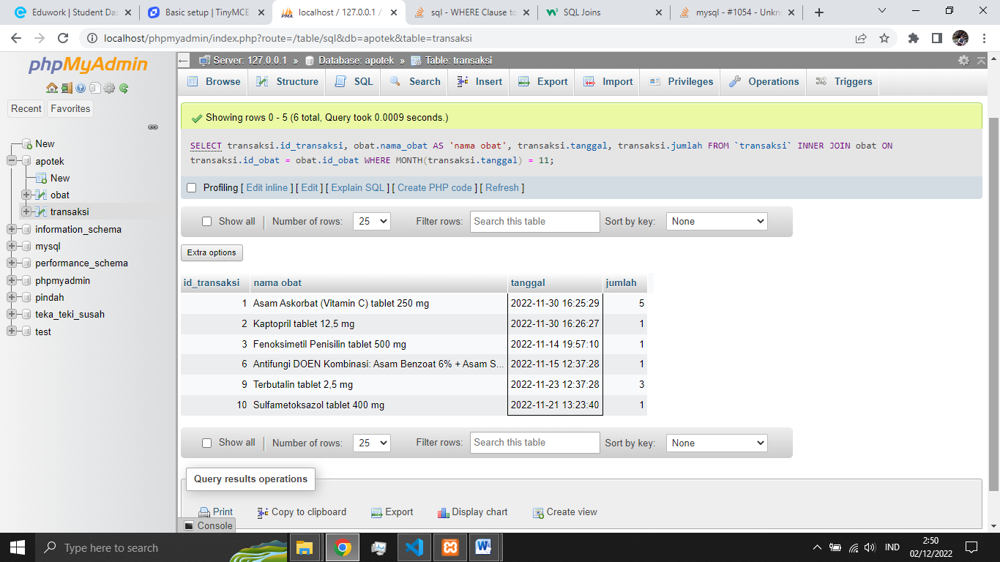 Eduwork | Student Das
Basic setup | TinyMCE
localhost / 127.0.0.1 /
sql - WHERE Clause to
SQL Joins
mysql - #1054 - Unkn
localhost/phpmyadmin/index.php?route=/table/sql&db=apotek&table=transaksi
phpMyAdmin
Recent Favorites
New
apotek
New
obat
transaksi
information_schema
mysql
performance_schema
phpmyadmin
pindah
teka_teki_susah
test
Server: 127.0.0.1 » Database: apotek » Table: transaksi
Browse Structure SQL Search Insert Export Import Privileges Operations Triggers
Showing rows 0 - 5 (6 total, Query took 0.0009 seconds.)
SELECT transaksi.id_transaksi, obat.nama_obat AS 'nama obat', transaksi.tanggal, transaksi.jumlah FROM `transaksi` INNER JOIN obat ON
transaksi.id_obat = obat.id_obat WHERE MONTH(transaksi.tanggal) = 11;
Profiling [ Edit inline ] [ Edit ] [ Explain SQL ] [ Create PHP code ] [ Refresh ]
Show all Number of rows: 25 Filter rows: Search this table Sort by key: None
Extra options
id_transaksi nama obat tanggal jumlah
1 Asam Askorbat (Vitamin C) tablet 250 mg 2022-11-30 16:25:29 5
2 Kaptopril tablet 12,5 mg 2022-11-30 16:26:27 1
3 Fenoksimetil Penisilin tablet 500 mg 2022-11-14 19:57:10 1
6 Antifungi DOEN Kombinasi: Asam Benzoat 6% + Asam S... 2022-11-15 12:37:28 1
9 Terbutalin tablet 2,5 mg 2022-11-23 12:37:28 3
10 Sulfametoksazol tablet 400 mg 2022-11-21 13:23:40 1
Show all Number of rows: 25 Filter rows: Search this table Sort by key: None
Query results operations
Print Copy to clipboard Export Display chart Create view
Console
Type here to search
IND
2:50
02/12/2022